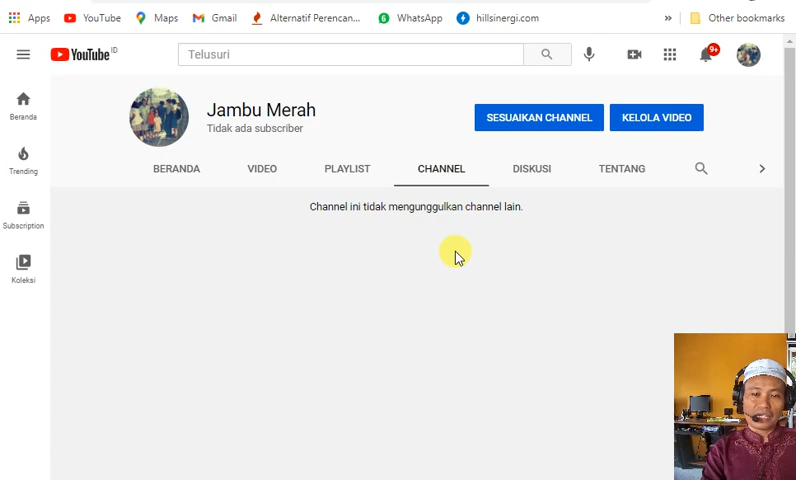 Apps YouTube Maps Gmail Alternatif Perencan... 6 WhatsApp hillsinergi.com » Other bookmarks
YouTube ID Telusuri 9+
Beranda
Trending
Subscription
Koleksi
Jambu Merah
Tidak ada subscriber
SESUAIKAN CHANNEL KELOLA VIDEO
BERANDA VIDEO PLAYLIST CHANNEL DISKUSI TENTANG
Channel ini tidak mengunggulkan channel lain.